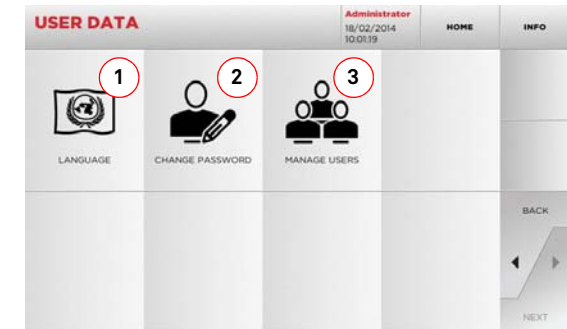 USER DATA
Administrator
18/02/2014
10:01:19
HOME
INFO
1
2
3
LANGUAGE
CHANGE PASSWORD
MANAGE USERS
BACK
NEXT